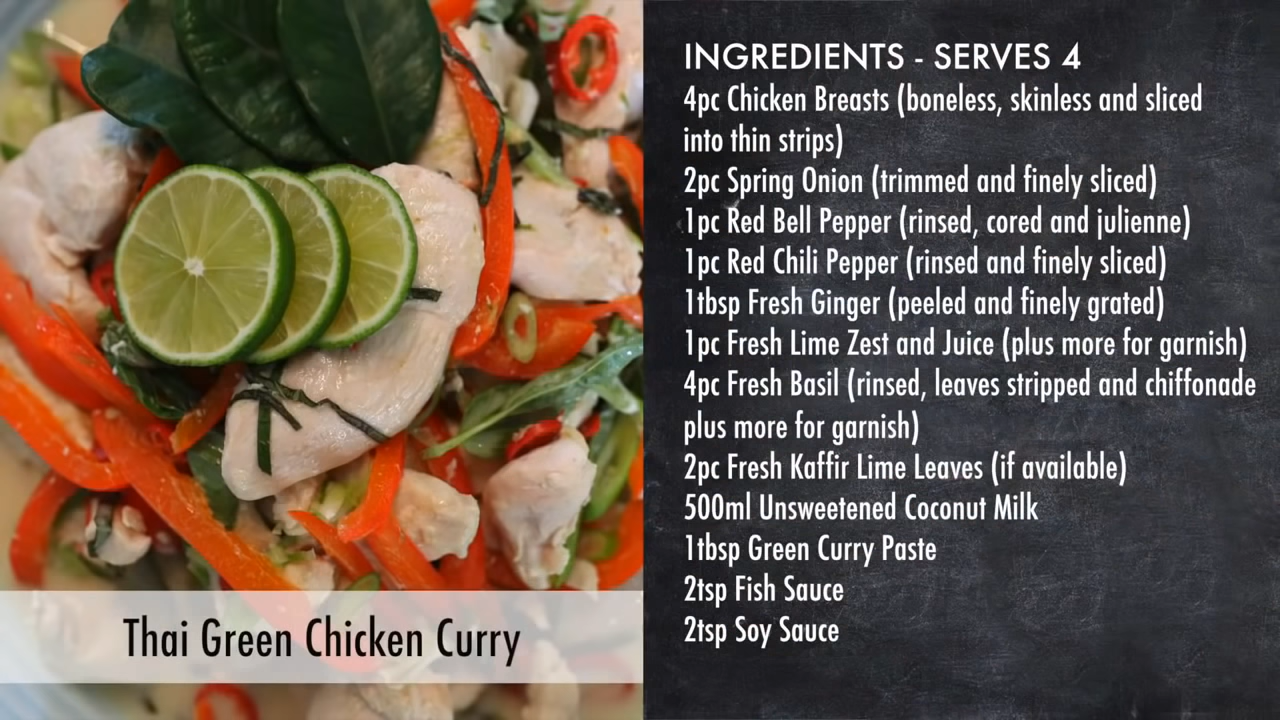 INGREDIENTS - SERVES 4
4pc Chicken Breasts (boneless, skinless and sliced
into thin strips)
2pc Spring Onion (trimmed and finely sliced)
1pc Red Bell Pepper (rinsed, cored and julienne)
1pc Red Chili Pepper (rinsed and finely sliced)
1tbsp Fresh Ginger (peeled and finely grated)
1pc Fresh Lime Zest and Juice (plus more for garnish)
4pc Fresh Basil (rinsed, leaves stripped and chiffonade
plus more for garnish)
2pc Fresh Kaffir Lime Leaves (if available)
500ml Unsweetened Coconut Milk
1tbsp Green Curry Paste
2tsp Fish Sauce
2tsp Soy Sauce
Thai Green Chicken Curry